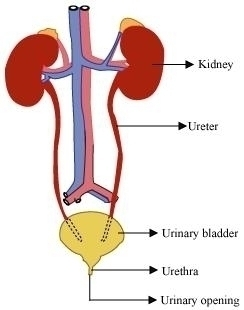 Kidney
Ureter
Urinary bladder
Urethra
Urinary opening